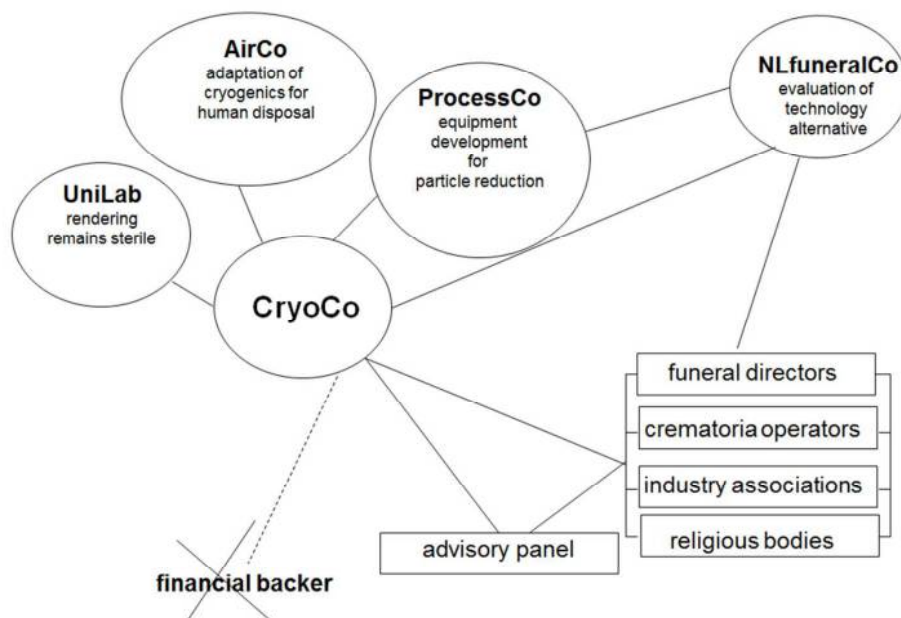 AirCo
adaptation of
cryogenics for
human disposal
ProcessCo
equipment
development
for
particle reduction
NLfuneralCo
evaluation of
technology
alternative
UniLab
rendering
remains sterile
CryoCo
funeral directors
crematoria operators
industry associations
religious bodies
advisory panel
financial backer